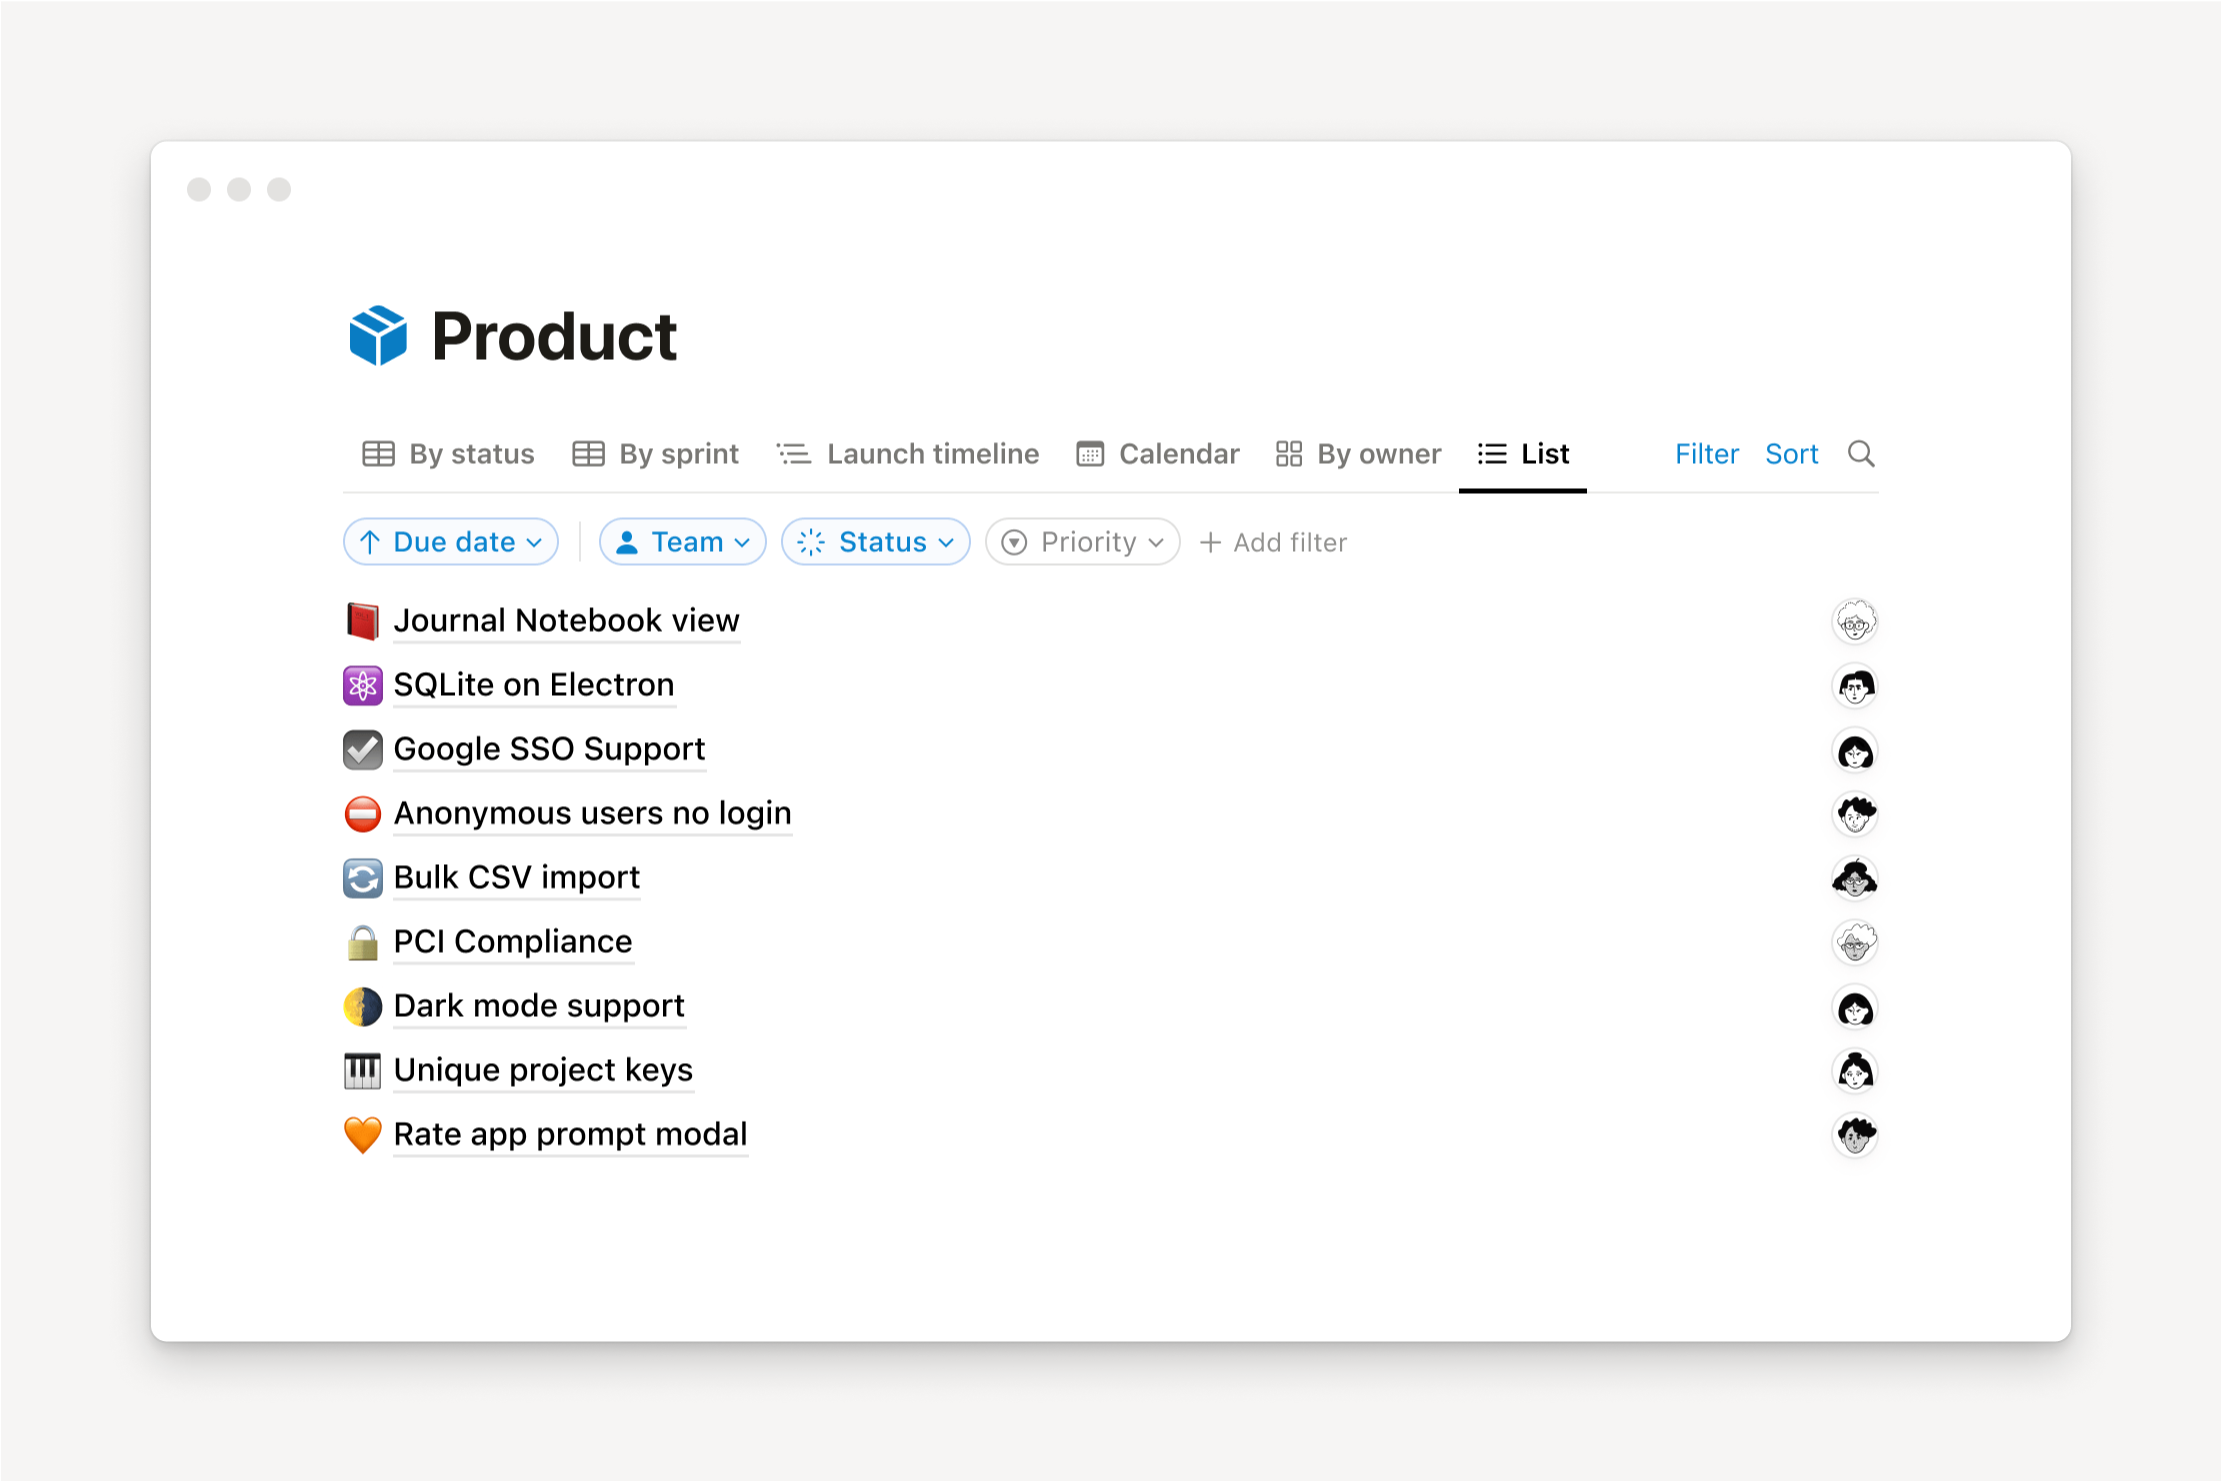 Product
By status By sprint Launch timeline Calendar By owner List Filter Sort
Due date Team Status Priority + Add filter
Journal Notebook view
SQLite on Electron
Google SSO Support
Anonymous users no login
Bulk CSV import
PCI Compliance
Dark mode support
Unique project keys
Rate app prompt modal